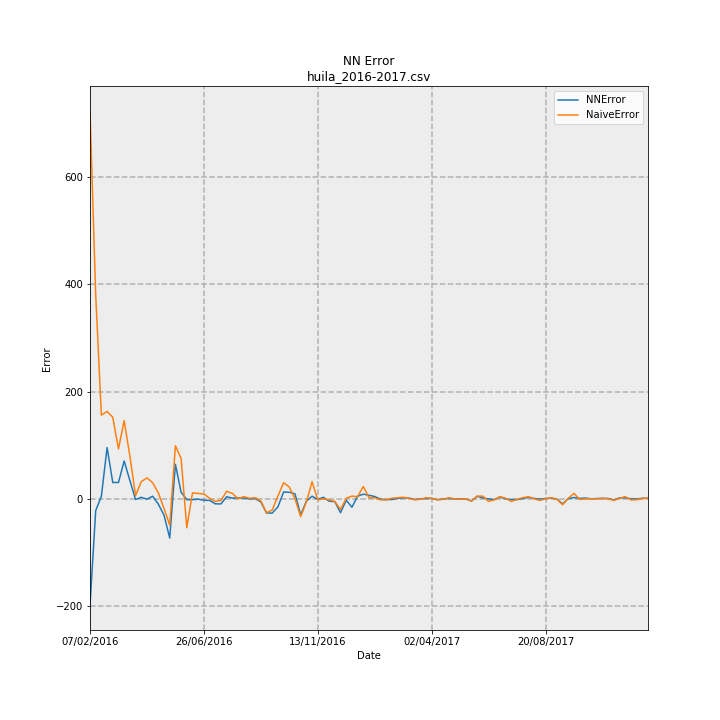 NN Error
huila_2016-2017.csv
NNError
NaiveError
600
400
200
0
−200
Error
07/02/2016
26/06/2016
13/11/2016
02/04/2017
20/08/2017
Date